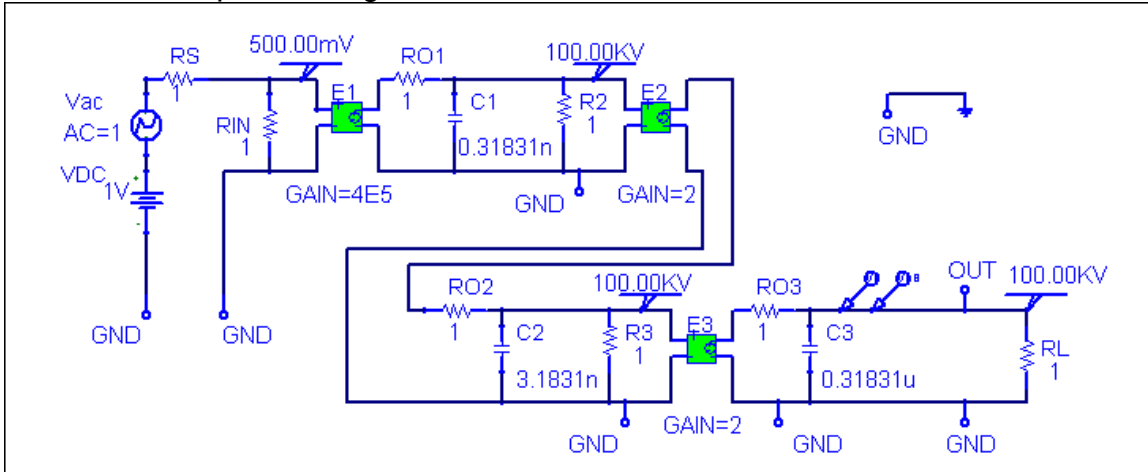 500.00mV
100.00KV
RS
1
RO1
1
E1
E2
Vac
AC=1
RIN
1
C1
0.31831n
R2
1
GND
VDC
1V
GAIN=4E5
GND
GAIN=2
GND
GND
RO2
1
100.00KV
RO3
1
OUT
100.00KV
C2
3.1831n
R3
1
E3
C3
0.31831u
RL
1
GND
GAIN=2
GND
GND